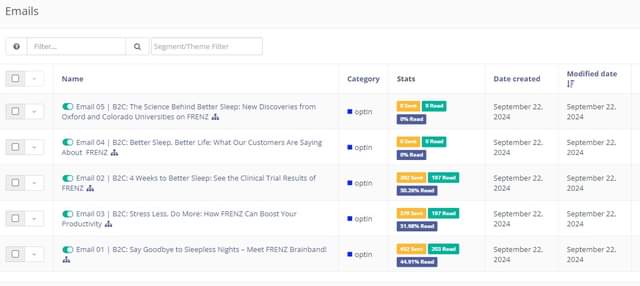 Emails
Filter...
Segment/Theme Filter
Name
Category
Stats
Date created
Modified date
Email 05 | B2C: The Science Behind Better Sleep: New Discoveries from
Oxford and Colorado Universities on FRENZ
optin
0 Sent 0 Read
0% Read
September 22,
2024
September 22,
2024
Email 04 | B2C: Better Sleep, Better Life: What Our Customers Are Saying
About FRENZ
optin
0 Sent 0 Read
0% Read
September 22,
2024
September 22,
2024
Email 02 | B2C: 4 Weeks to Better Sleep: See the Clinical Trial Results of
FRENZ
optin
392 Sent 197 Read
50.26% Read
September 22,
2024
September 22,
2024
Email 03 | B2C: Stress Less, Do More: How FRENZ Can Boost Your
Productivity
optin
379 Sent 197 Read
51.98% Read
September 22,
2024
September 22,
2024
Email 01 | B2C: Say Goodbye to Sleepless Nights – Meet FRENZ Brainband!
optin
452 Sent 203 Read
44.91% Read
September 22,
2024
September 22,
2024